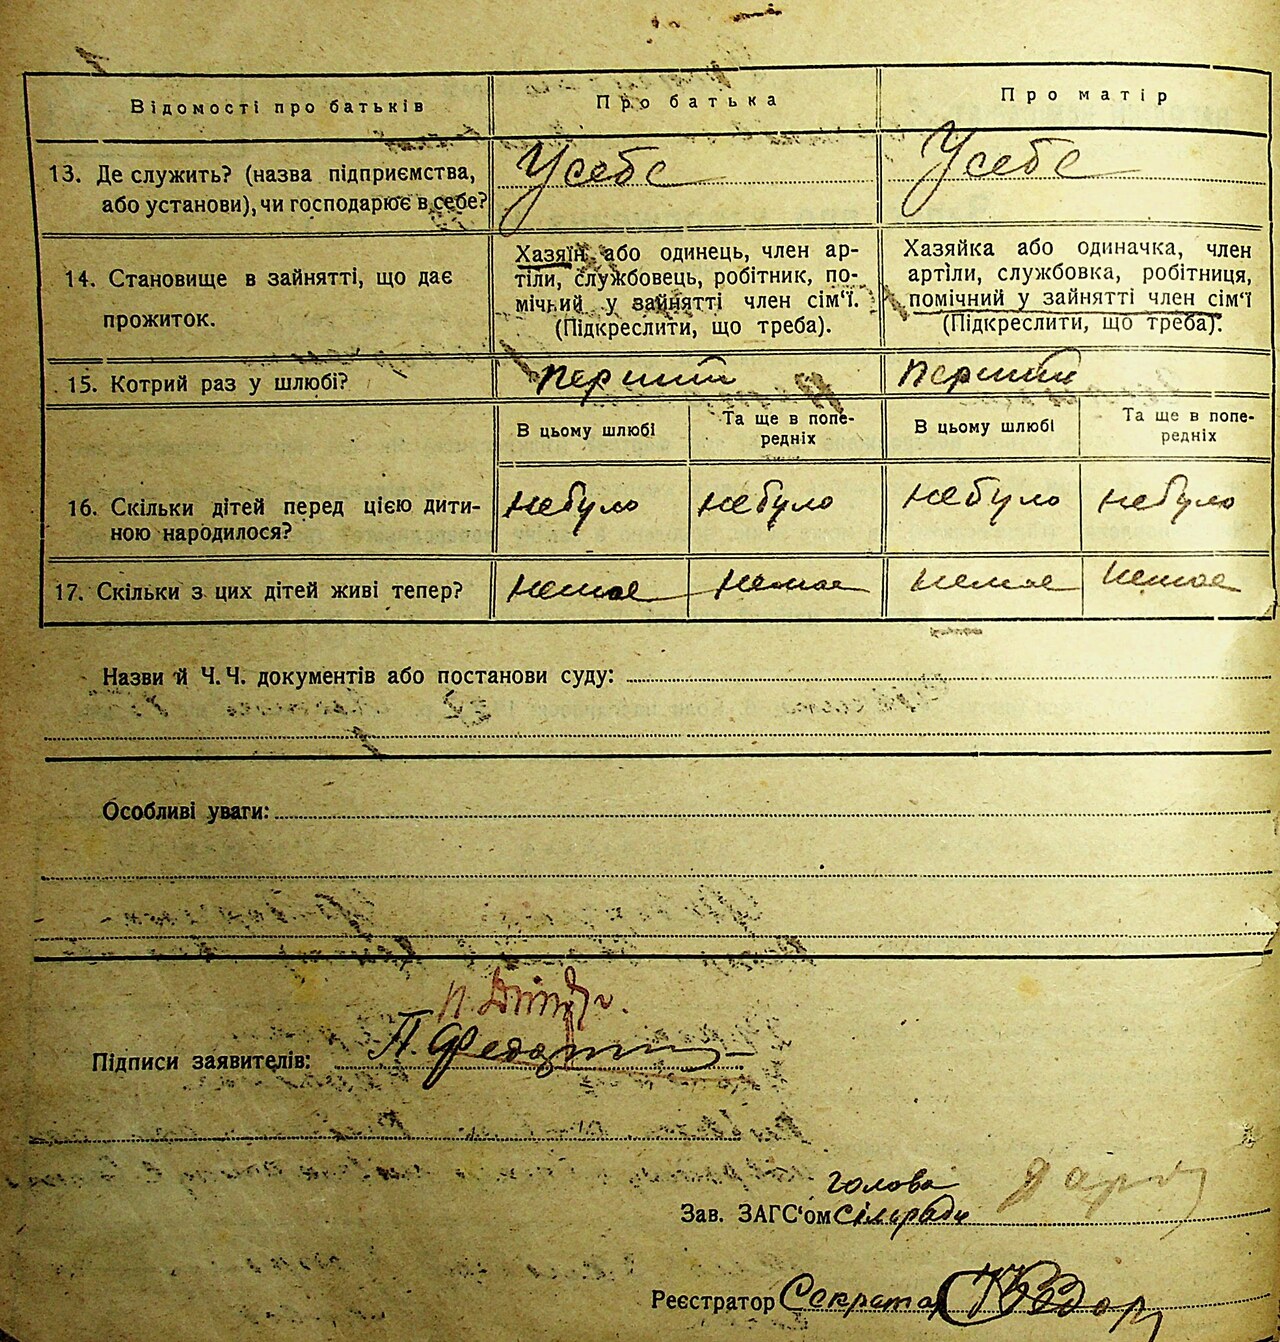 Відомості про батьків Про батька Про матір
13. Де служить? (назва підприємства, або установи), чи господарює в себе? Усебе Усебе
14. Становище в зайнятті, що дає прожиток.
Хазяїн або одинець, член ар-
тіли, службовець, робітник, по-
мічний у зайнятті член сім‘ї.
(Підкреслити, що треба).
Хазяйка або одиначка, член
артіли, службовка, робітниця,
помічний у зайнятті член сім‘ї
(Підкреслити, що треба).
15. Котрий раз у шлюбі? перший перший
В цьому шлюбі Та ще в попе-редніх В цьому шлюбі Та ще в попе-редніх
16. Скільки дітей перед цією дити-
ною народилося? небуло небуло небуло небуло
17. Скільки з цих дітей живі тепер? немає немає немає немає
Назви й Ч.Ч. документів або постанови суду:
Особливі уваги:
Підписи заявителів: П.
голова
Зав. ЗАГС‘ом сільради
Реєстратор Секретар